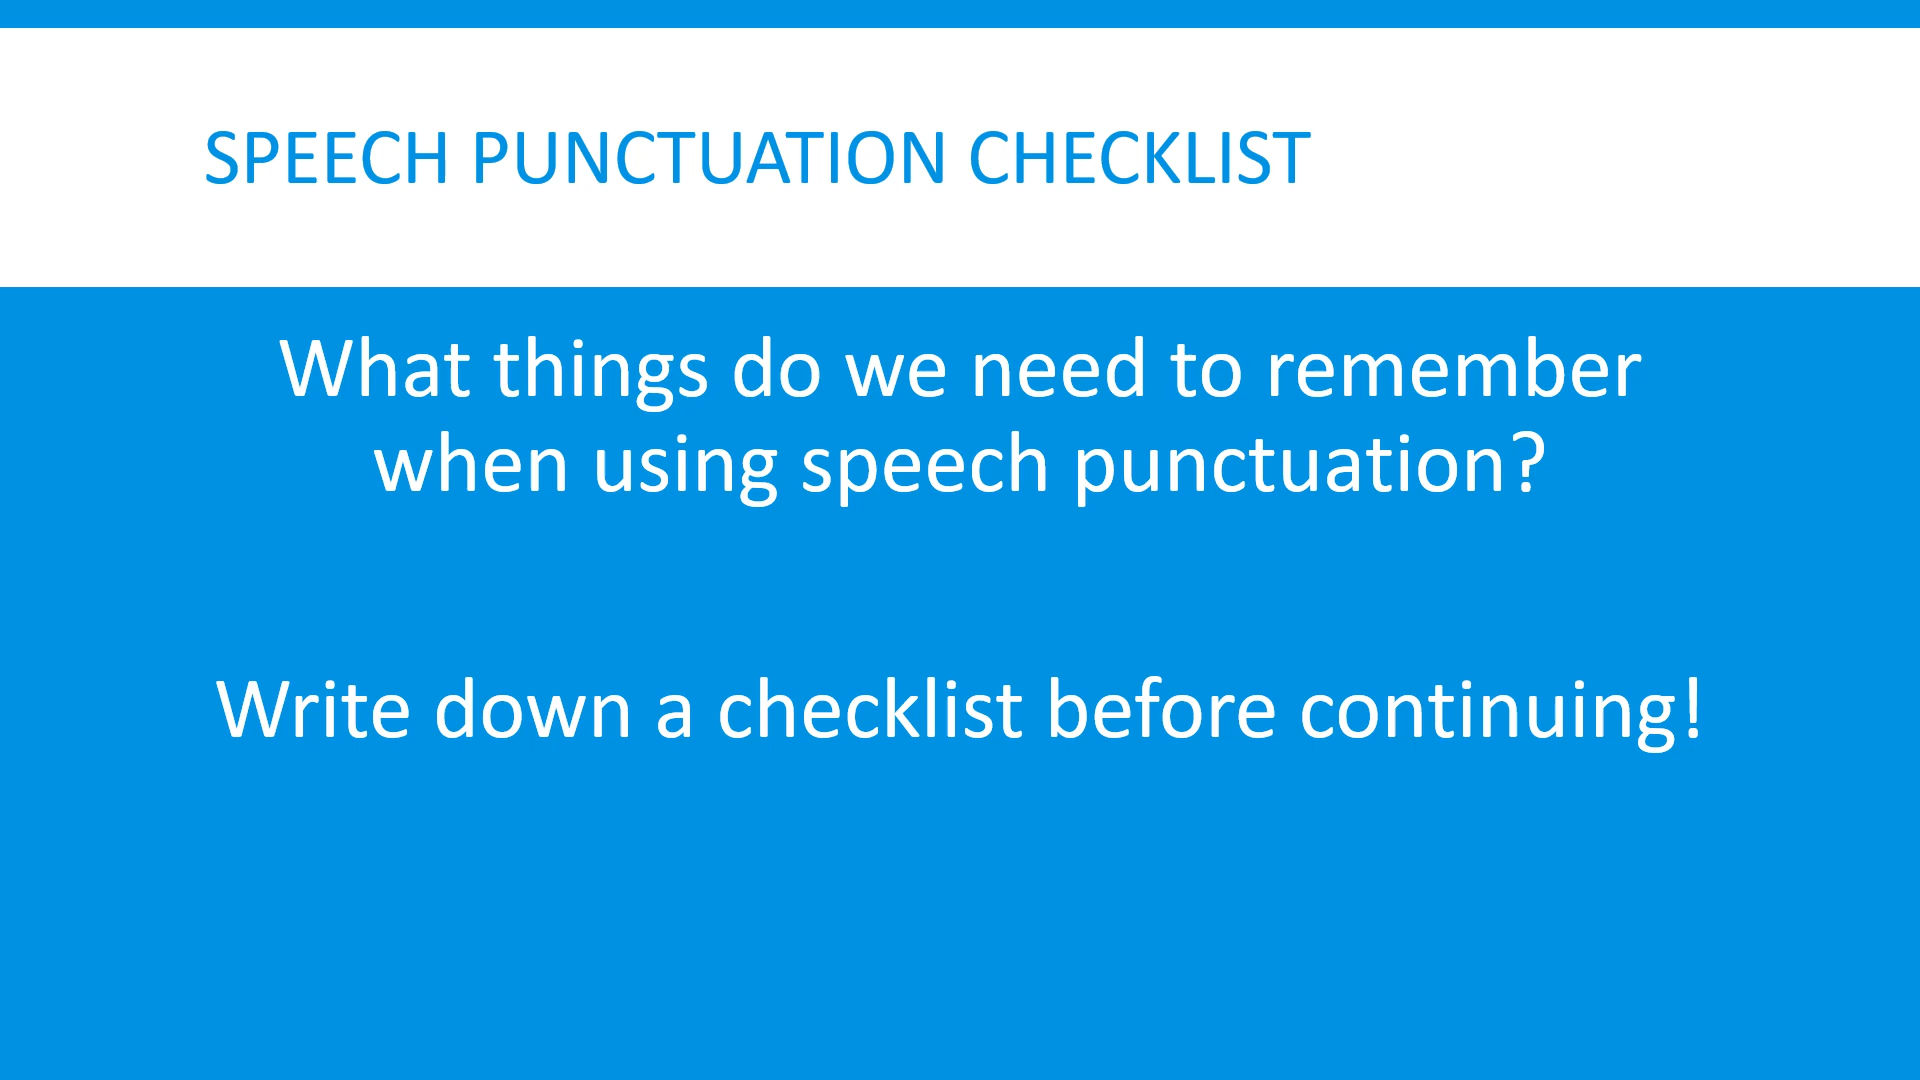 SPEECH PUNCTUATION CHECKLIST
What things do we need to remember
when using speech punctuation?
Write down a checklist before continuing!